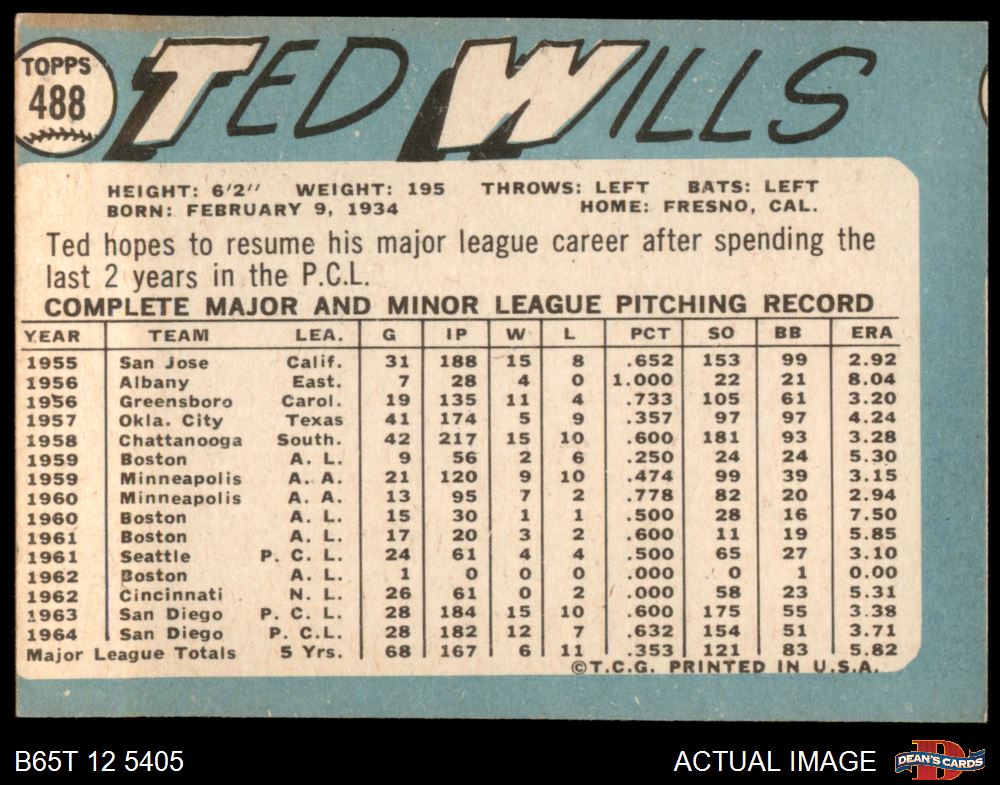 TOPPS
488
TED WILLS
HEIGHT: 6'2" WEIGHT: 195 THROWS: LEFT BATS: LEFT
BORN: FEBRUARY 9, 1934 HOME: FRESNO, CAL.
Ted hopes to resume his major league career after spending the
last 2 years in the P.C.L.
COMPLETE MAJOR AND MINOR LEAGUE PITCHING RECORD
YEAR TEAM LEA. G IP W L PCT SO BB ERA
1955 San Jose Calif. 31 188 15 8 .652 153 99 2.92
1956 Albany East. 7 28 4 0 1.000 22 21 8.04
1956 Greensboro Carol. 19 135 11 4 .733 105 61 3.20
1957 Okla. City Texas 41 174 5 9 .357 97 97 4.24
1958 Chattanooga South. 42 217 15 10 .600 181 93 3.28
1959 Boston A. L. 9 56 2 6 .250 24 24 5.30
1959 Minneapolis A. A. 21 120 9 10 .474 99 39 3.15
1960 Minneapolis A. A. 13 95 7 2 .778 82 20 2.94
1960 Boston A. L. 15 30 1 1 .500 28 16 7.50
1961 Boston A. L. 17 20 3 2 .600 11 19 5.85
1961 Seattle P. C. L. 24 61 4 4 .500 65 27 3.10
1962 Boston A. L. 1 0 0 0 .000 0 1 0.00
1962 Cincinnati N. L. 26 61 0 2 .000 58 23 5.31
1963 San Diego P. C. L. 28 184 15 10 .600 175 55 3.38
1964 San Diego P. C.L. 28 182 12 7 .632 154 51 3.71
Major League Totals 5 Yrs. 68 167 6 11 .353 121 83 5.82
©T.C.G. PRINTED IN U.S.A.
B65T 12 5405 ACTUAL IMAGE
DEAN'S CARDS